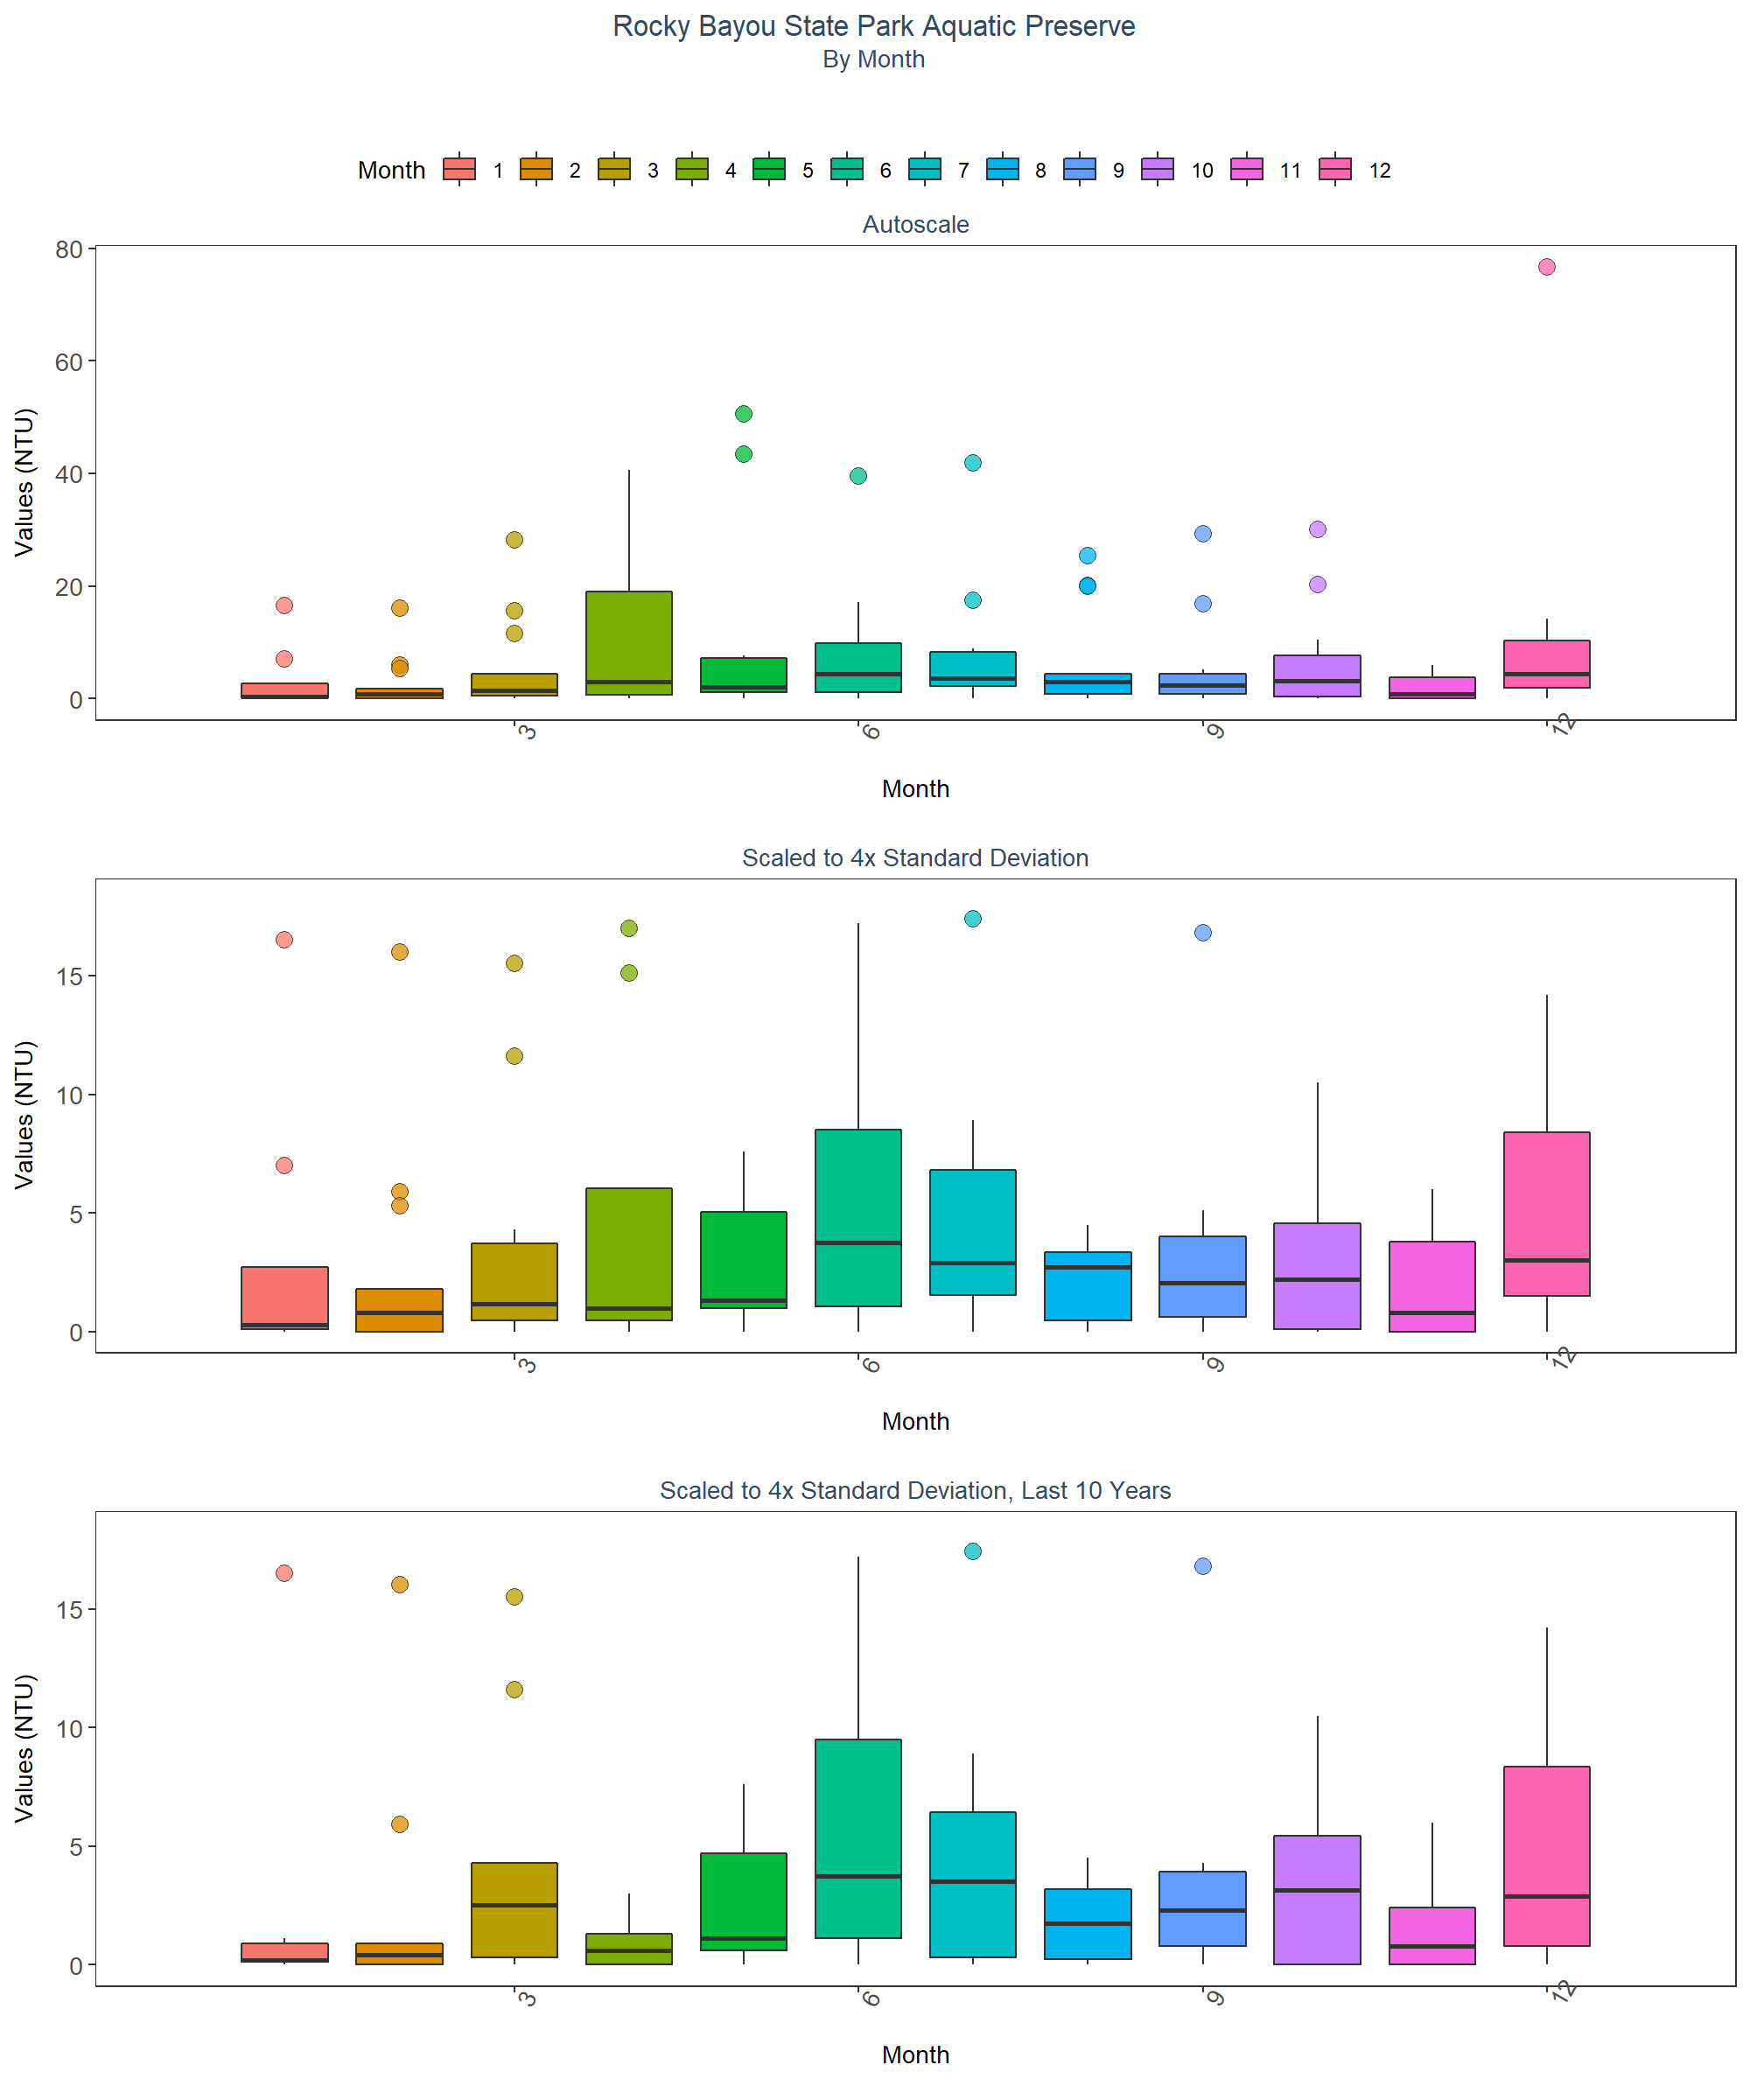 Rocky Bayou State Park Aquatic Preserve
By Month
Month 1 2 3 4 5 6 7 8 9 10 11 12
Autoscale
Values (NTU)
80
60
40
20
0
3 6 9 12
Month
Scaled to 4x Standard Deviation
Values (NTU)
15
10
5
0
3 6 9 12
Month
Scaled to 4x Standard Deviation, Last 10 Years
Values (NTU)
15
10
5
0
3 6 9 12
Month